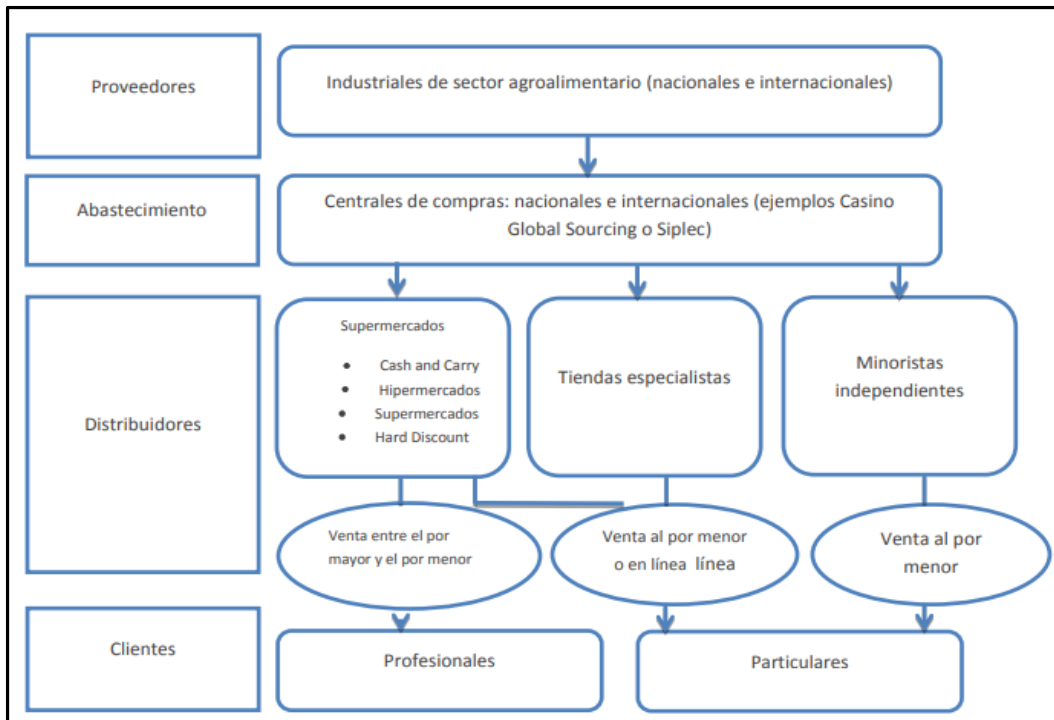 Proveedores
Industriales de sector agroalimentario (nacionales e internacionales)
Abastecimiento
Centrales de compras: nacionales e internacionales (ejemplos Casino
Global Sourcing o Siplec)
Distribuidores
Supermercados
• Cash and Carry
• Hipermercados
• Supermercados
• Hard Discount
Tiendas especialistas
Minoristas
independientes
Venta entre el por
mayor y el por menor
Venta al por menor
o en línea línea
Venta al por
menor
Clientes
Profesionales
Particulares